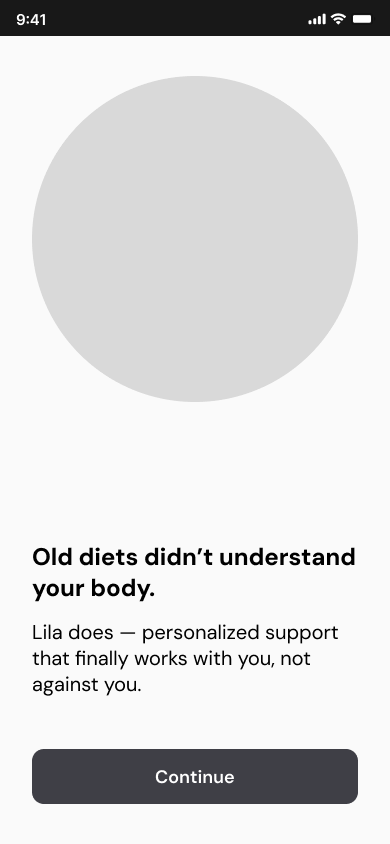 9:41
Old diets didn’t understand
your body.
Lila does — personalized support
that finally works with you, not
against you.
Continue